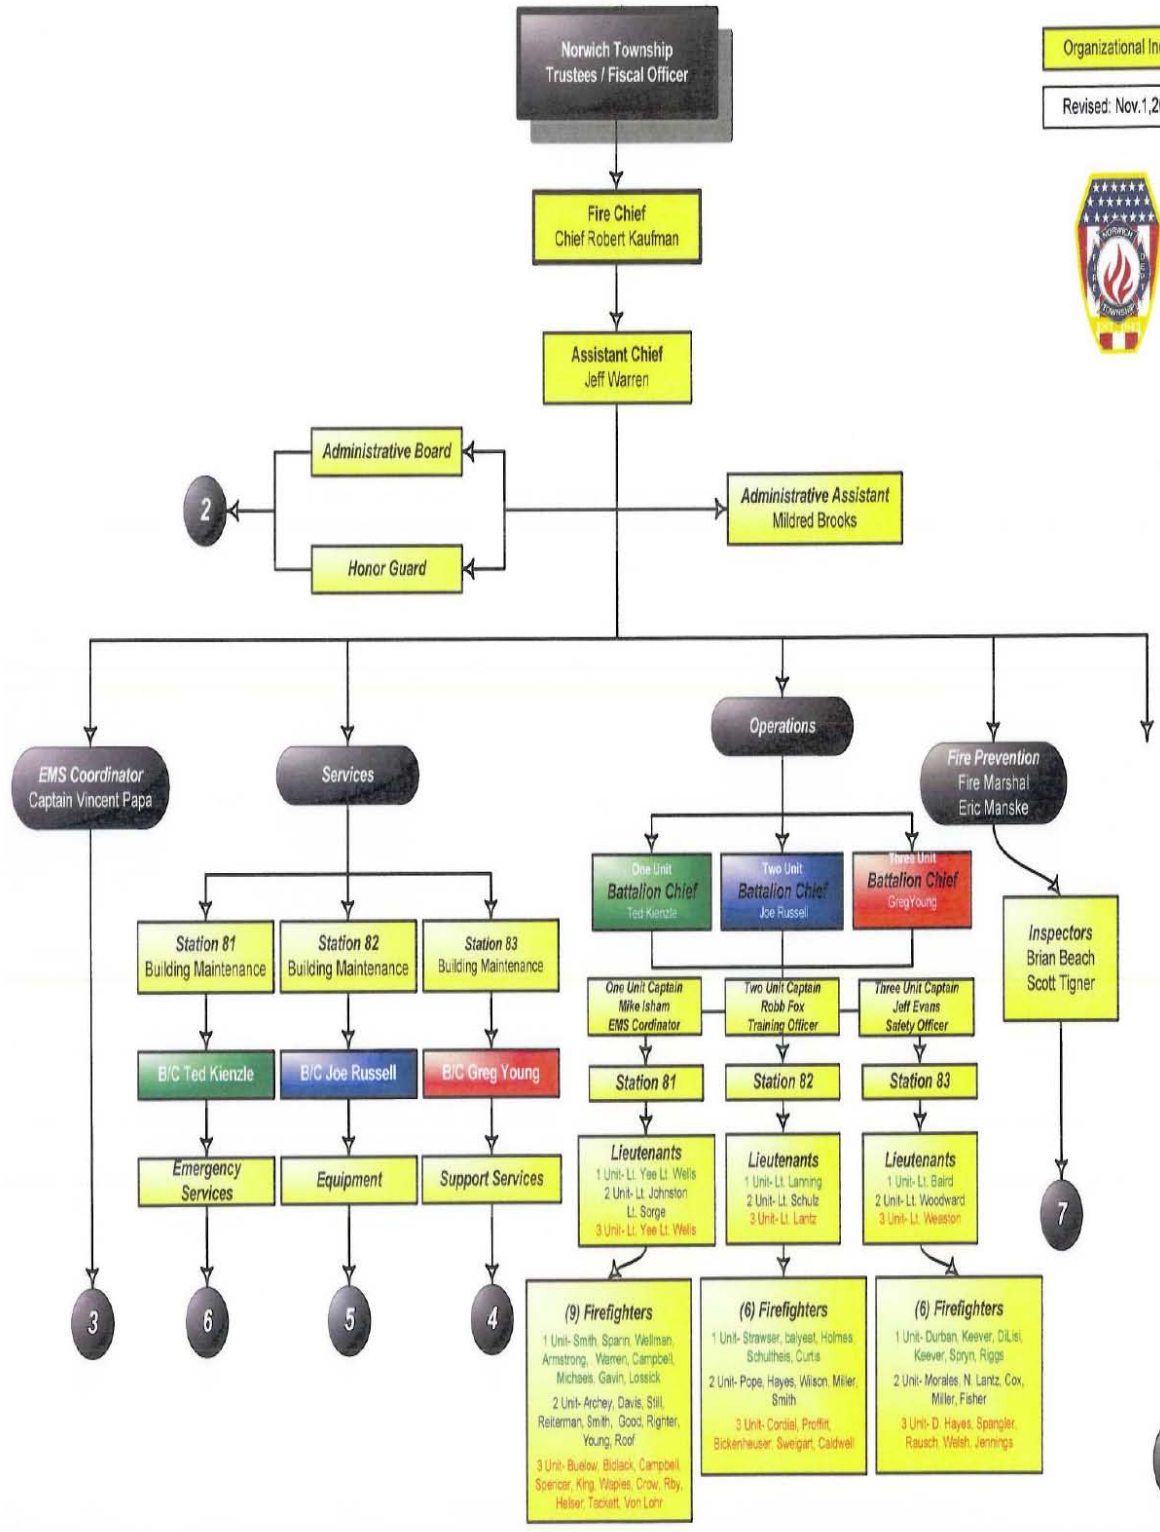 Norwich Township
Trustees / Fiscal Officer
Organizational In
Revised: Nov.1,2
Fire Chief
Chief Robert Kaufman
NORWICH
FIRE
DEPT
TOWNSHIP
Assistant Chief
Jeff Warren
Administrative Board
2
Honor Guard
Administrative Assistant
Mildred Brooks
EMS Coordinator
Captain Vincent Papa
Services
Operations
Fire Prevention
Fire Marshal
Eric Manske
One Unit
Battalion Chief
Ted Kienzle
Two Unit
Battalion Chief
Joe Russell
Three Unit
Battalion Chief
GregYoung
Inspectors
Brian Beach
Scott Tigner
Station 81
Building Maintenance
Station 82
Building Maintenance
Station 83
Building Maintenance
One Unit Captain
Mike Isham
EMS Cordinator
Two Unit Captain
Robb Fox
Training Officer
Three Unit Captain
Jeff Evans
Safety Officer
B/C Ted Kienzle
B/C Joe Russell
B/C Greg Young
Station 81
Station 82
Station 83
Emergency
Services
Equipment
Support Services
Lieutenants
1 Unit- Lt. Yee Lt. Wells
2 Unit- Lt. Johnston
Lt. Sorge
3 Unit- Lt. Yee Lt. Wells
Lieutenants
1 Unit- Lt. Lanning
2 Unit- Lt. Schulz
3 Unit- Lt. Lantz
Lieutenants
1 Unit- Lt. Baird
2 Unit- Lt. Woodward
3 Unit- Lt. Weaston
7
3
6
5
4
(9) Firefighters
1 Unit- Smith, Spann, Wellman,
Armstrong, Warren, Campbell,
Michaels, Gavin, Lossick
2 Unit- Archey, Davis, Still,
Reiterman, Smith, Good, Righter,
Young, Roof
3 Unit- Buelow, Bidlack, Campbell,
Spencer, King, Waples, Crow, Rby,
Helser, Tackett, Von Lohr
(6) Firefighters
1 Unit- Strawser, balyeat, Holmes,
Schultheis, Curtis
2 Unit- Pope, Hayes, Wilson, Miller,
Smith
3 Unit- Cordial, Proffitt,
Bickenheuser, Sweigart, Caldwell
(6) Firefighters
1 Unit- Durban, Keever, DiLisi,
Keever, Spryn, Riggs
2 Unit- Morales, N. Lantz, Cox,
Miller, Fisher
3 Unit- D. Hayes, Spangler,
Rausch, Welsh, Jennings